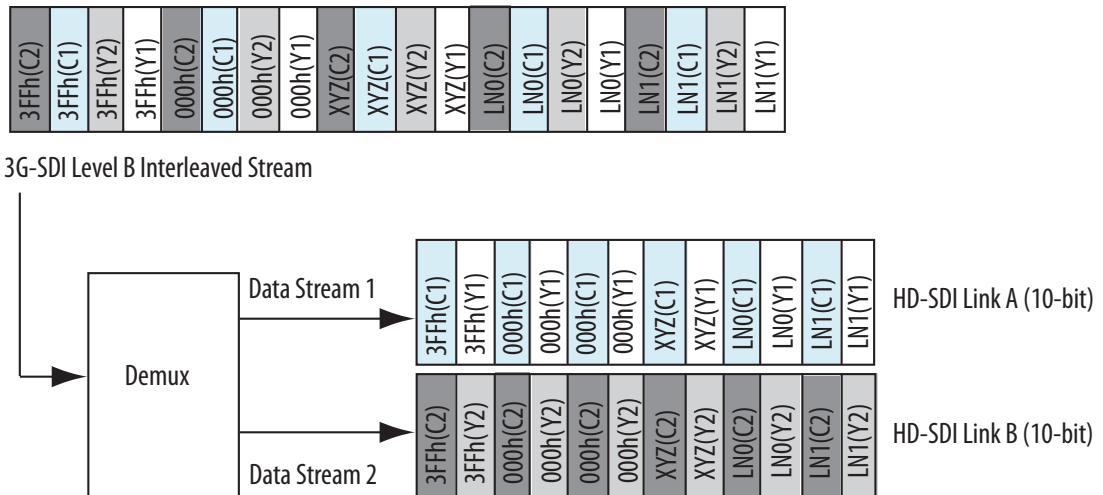 3FFh(C2) 3FFh(C1) 3FFh(Y2) 3FFh(Y1) 000h(C2) 000h(C1) 000h(Y2) 000h(Y1) XYZ(C2) XYZ(C1) XYZ(Y2) XYZ(Y1) LN0(C2) LN0(C1) LN0(Y2) LN0(Y1) LN1(C2) LN1(C1) LN1(Y2) LN1(Y1)
3G-SDI Level B Interleaved Stream
Demux
Data Stream 1
3FFh(C1) 3FFh(Y1) 000h(C1) 000h(Y1) 000h(C1) 000h(Y1) XYZ(C1) XYZ(Y1) LN0(C1) LN0(Y1) LN1(C1) LN1(Y1)
HD-SDI Link A (10-bit)
Data Stream 2
3FFh(C2) 3FFh(Y2) 000h(C2) 000h(Y2) 000h(C2) 000h(Y2) XYZ(C2) XYZ(Y2) LN0(C2) LN0(Y2) LN1(C2) LN1(Y2)
HD-SDI Link B (10-bit)